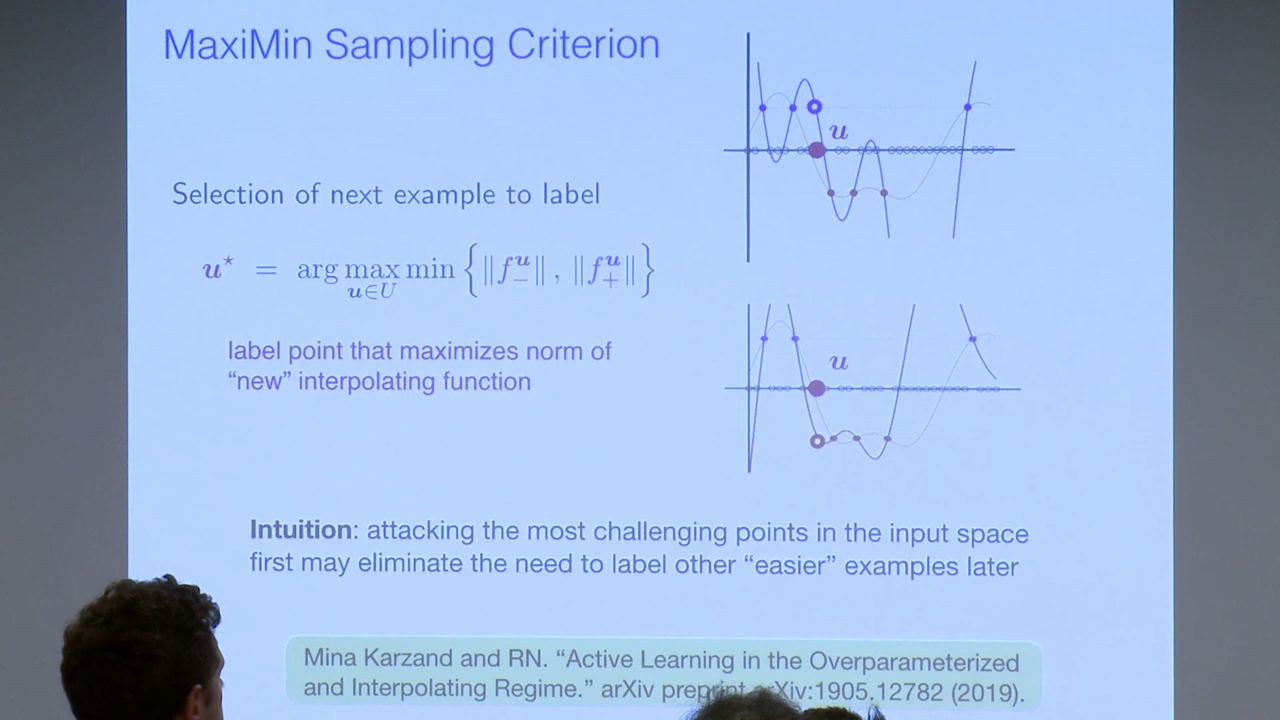 MaxiMin Sampling Criterion
Selection of next example to label
u* = arg max min { ‖f₋ᵘ‖ , ‖f₊ᵘ‖ }
u∈U
label point that maximizes norm of
“new” interpolating function
u
u
Intuition: attacking the most challenging points in the input space
first may eliminate the need to label other “easier” examples later
Mina Karzand and RN. “Active Learning in the Overparameterized
and Interpolating Regime.” arXiv preprint arXiv:1905.12782 (2019).